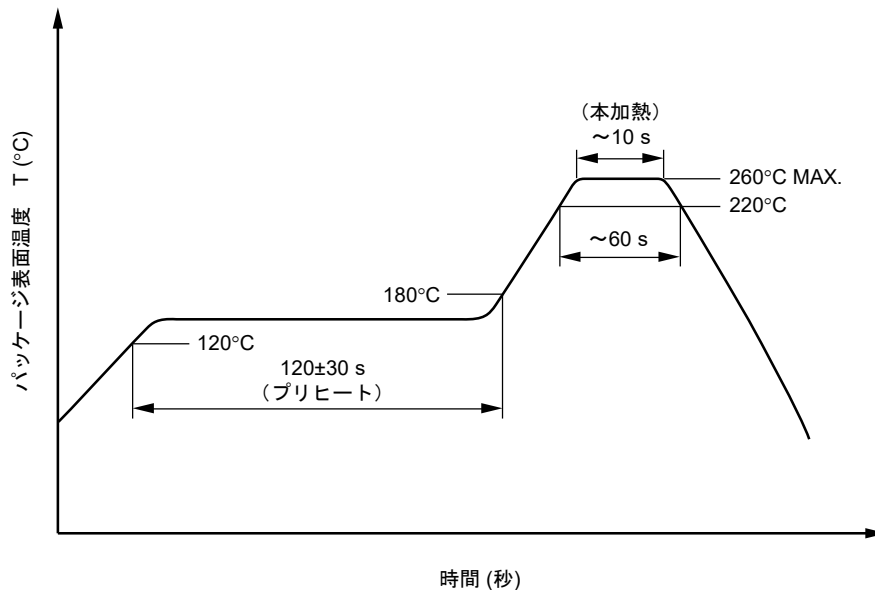 (本加熱)
～10 s
260°C MAX.
220°C
～60 s
180°C
120°C
120±30 s
(プリヒート)
パッケージ表面温度 T (°C)
時間 (秒)